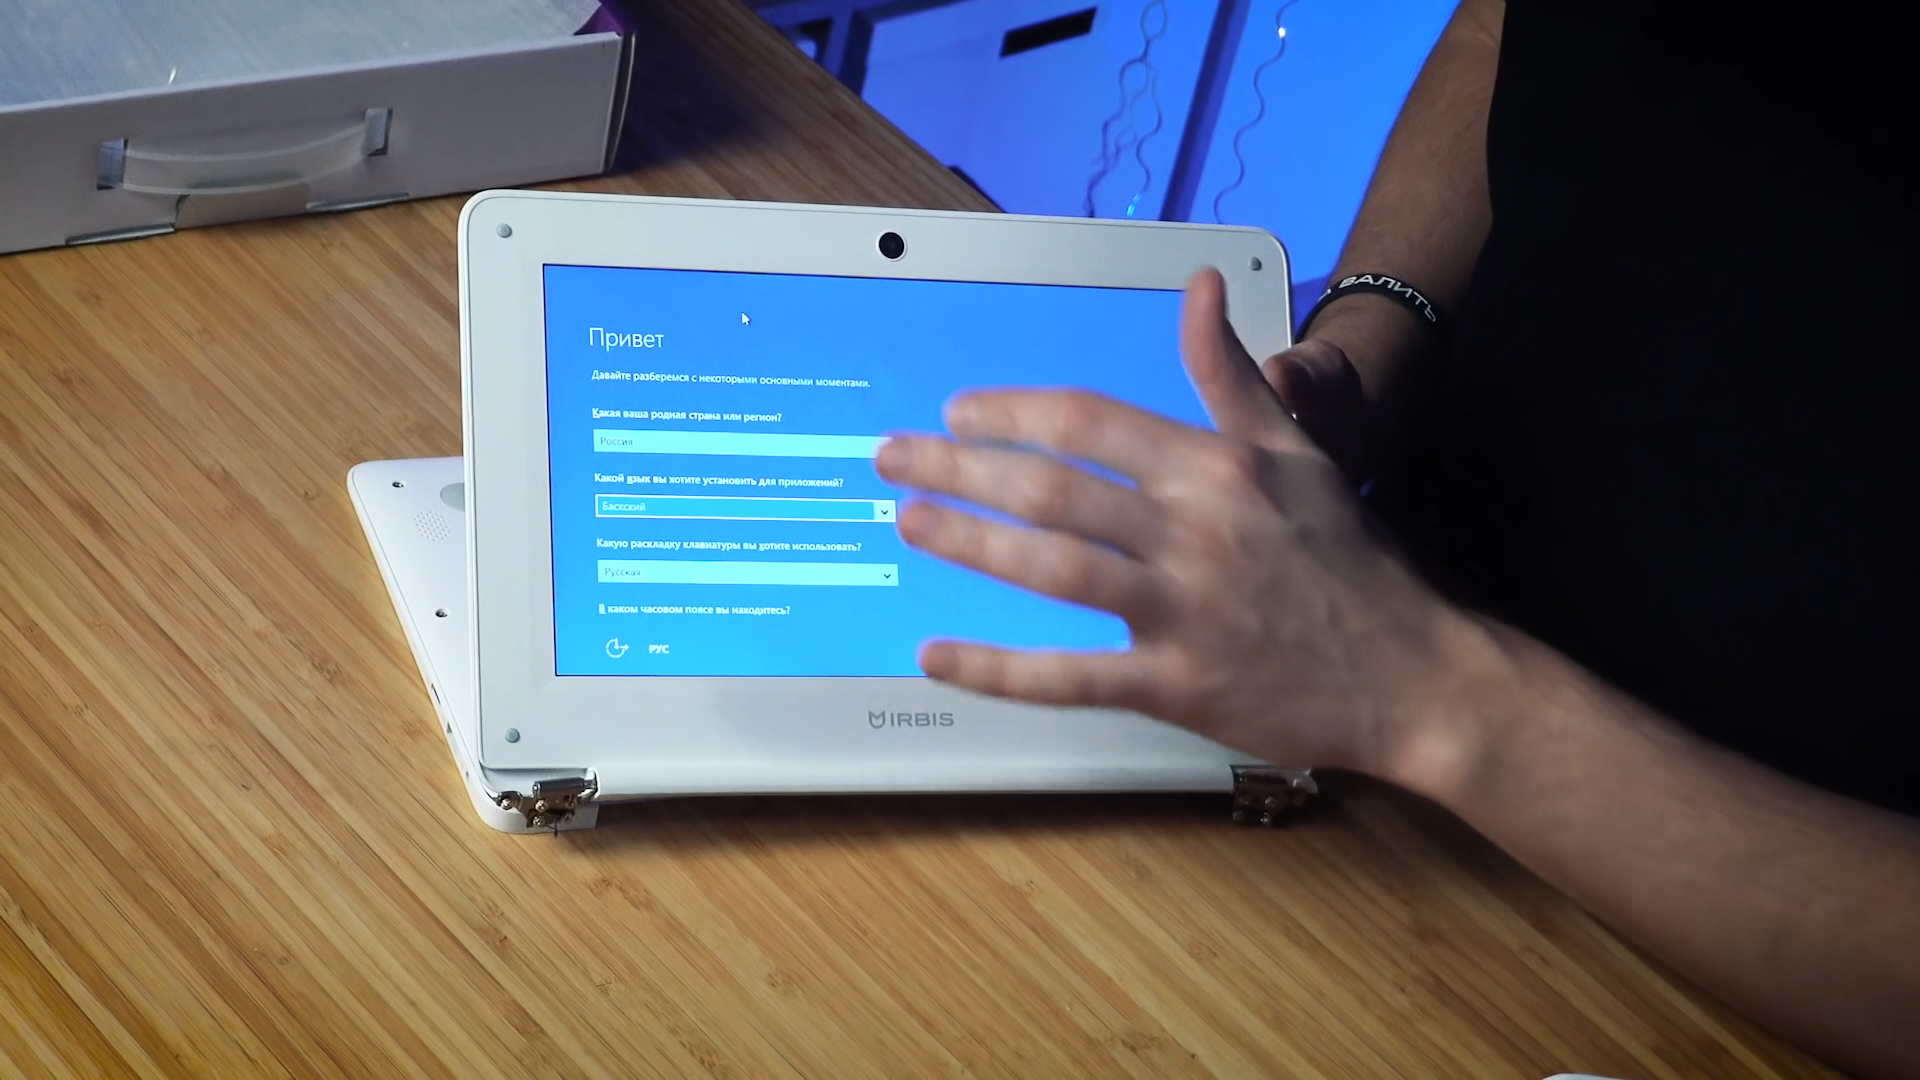 Привет
Давайте разберемся с некоторыми основными моментами.
Какая ваша родная страна или регион?
Россия
Какой язык вы хотите установить для приложений?
Баскский
Какую раскладку клавиатуры вы хотите использовать?
Русская
В каком часовом поясе вы находитесь?
РУС
IRBIS
ВАЛИТЬ